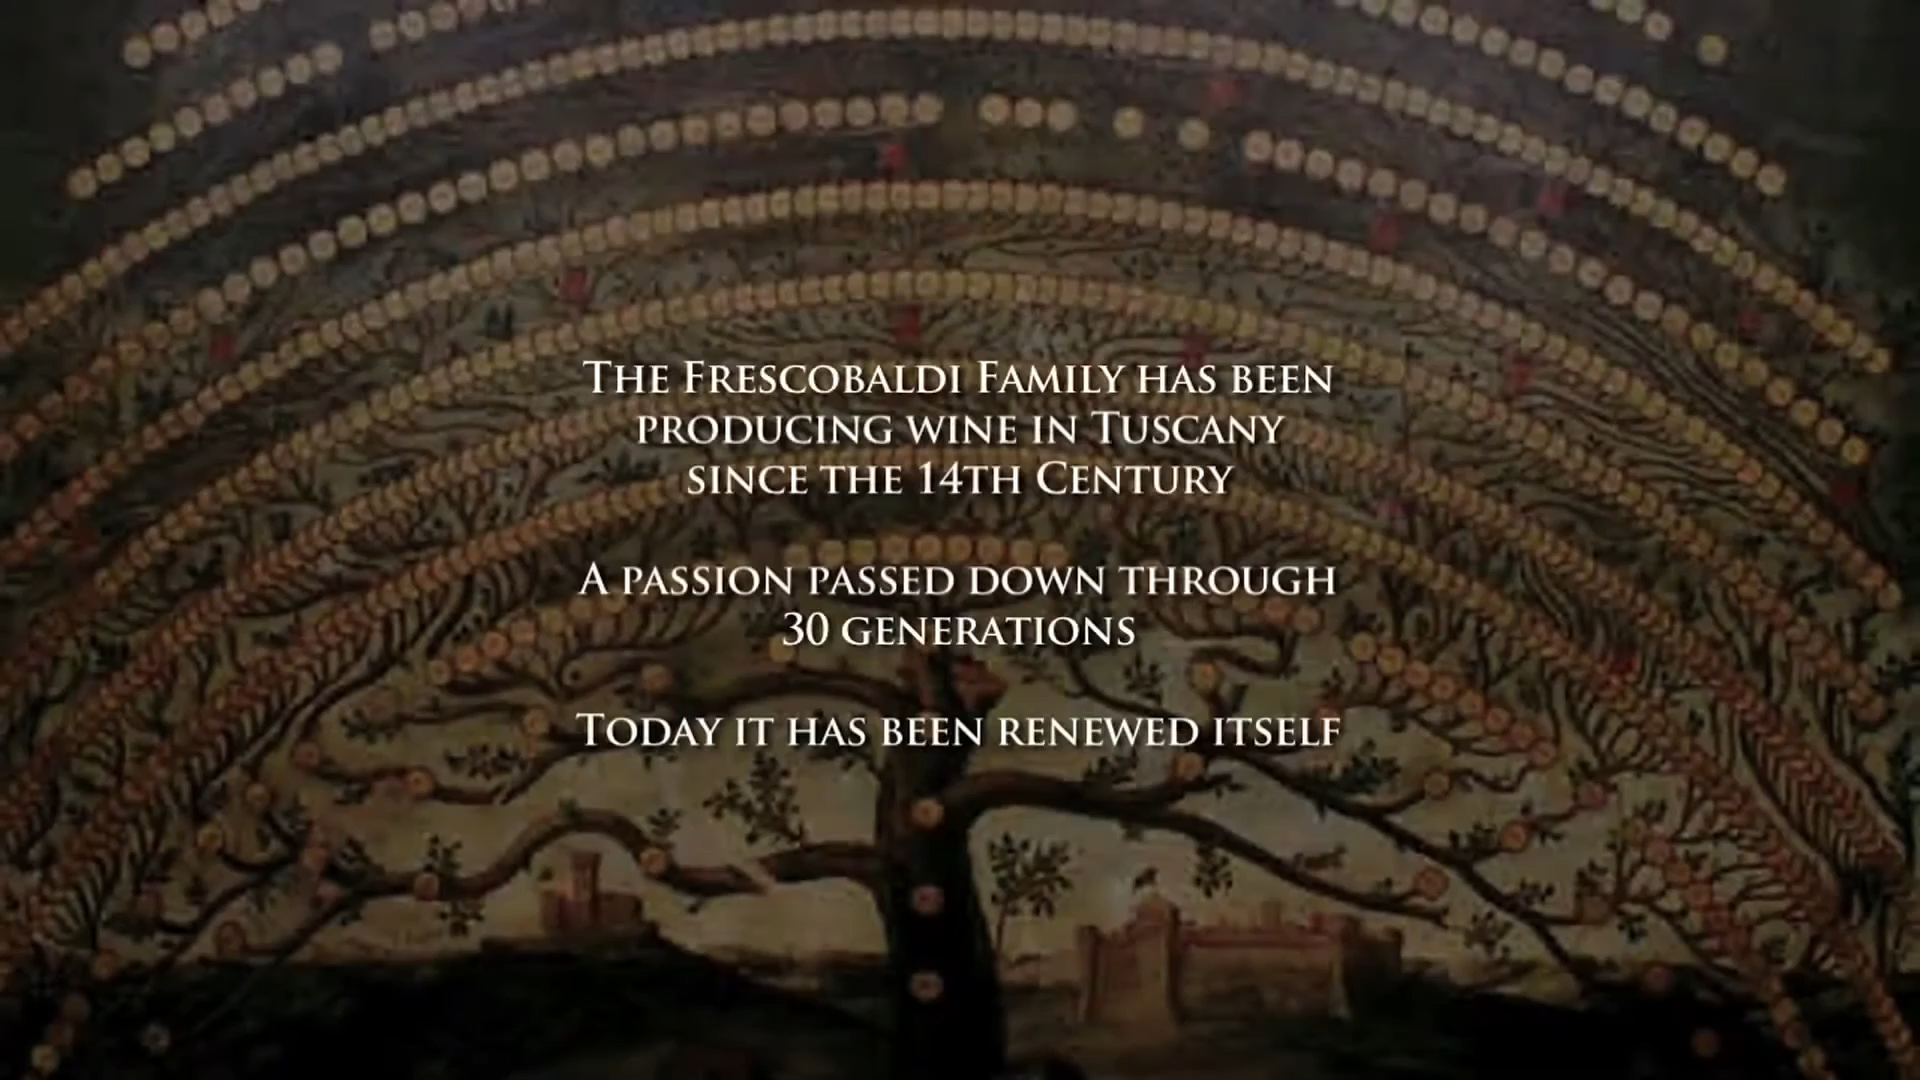 The Frescobaldi Family has been
producing wine in Tuscany
since the 14th Century
A passion passed down through
30 generations
Today it has been renewed itself